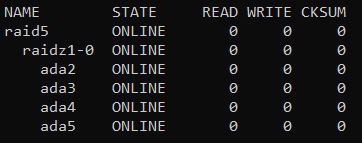 NAME STATE READ WRITE CKSUM
raid5 ONLINE 0 0 0
raidz1-0 ONLINE 0 0 0
ada2 ONLINE 0 0 0
ada3 ONLINE 0 0 0
ada4 ONLINE 0 0 0
ada5 ONLINE 0 0 0